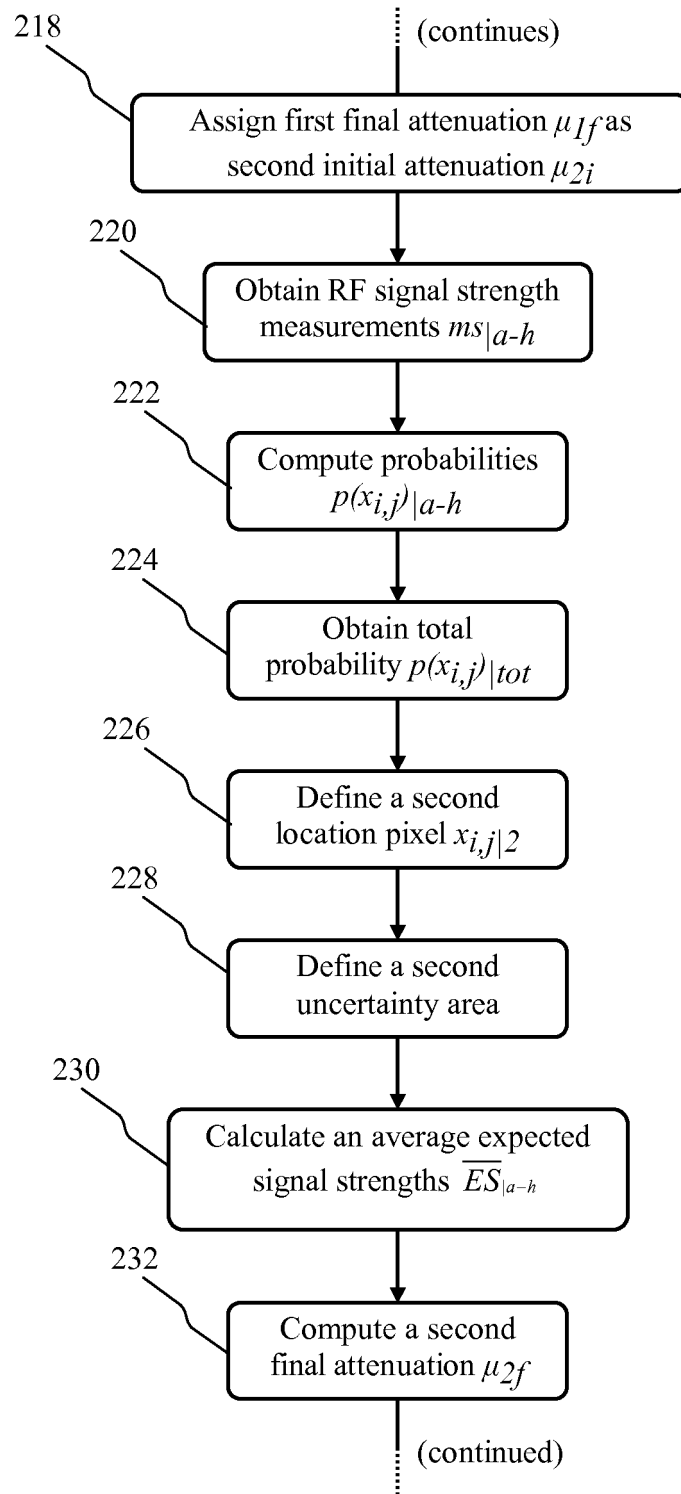 218
(continues)
Assign first final attenuation μ1f as
second initial attenuation μ2i
220
Obtain RF signal strength
measurements ms|a-h
222
Compute probabilities
p(xi,j)|a-h
224
Obtain total
probability p(xi,j)|tot
226
Define a second
location pixel xi,j|2
228
Define a second
uncertainty area
230
Calculate an average expected
signal strengths E̅S̅|a–h
232
Compute a second
final attenuation μ2f
(continued)